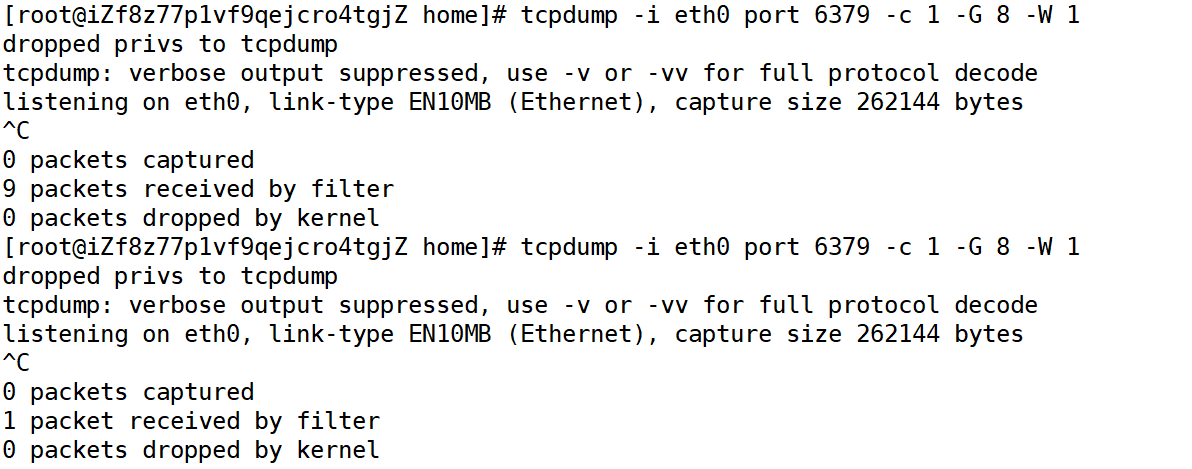 [root@iZf8z77p1vf9qejcro4tgjZ home]# tcpdump -i eth0 port 6379 -c 1 -G 8 -W 1
dropped privs to tcpdump
tcpdump: verbose output suppressed, use -v or -vv for full protocol decode
listening on eth0, link-type EN10MB (Ethernet), capture size 262144 bytes
^C
0 packets captured
9 packets received by filter
0 packets dropped by kernel
[root@iZf8z77p1vf9qejcro4tgjZ home]# tcpdump -i eth0 port 6379 -c 1 -G 8 -W 1
dropped privs to tcpdump
tcpdump: verbose output suppressed, use -v or -vv for full protocol decode
listening on eth0, link-type EN10MB (Ethernet), capture size 262144 bytes
^C
0 packets captured
1 packet received by filter
0 packets dropped by kernel